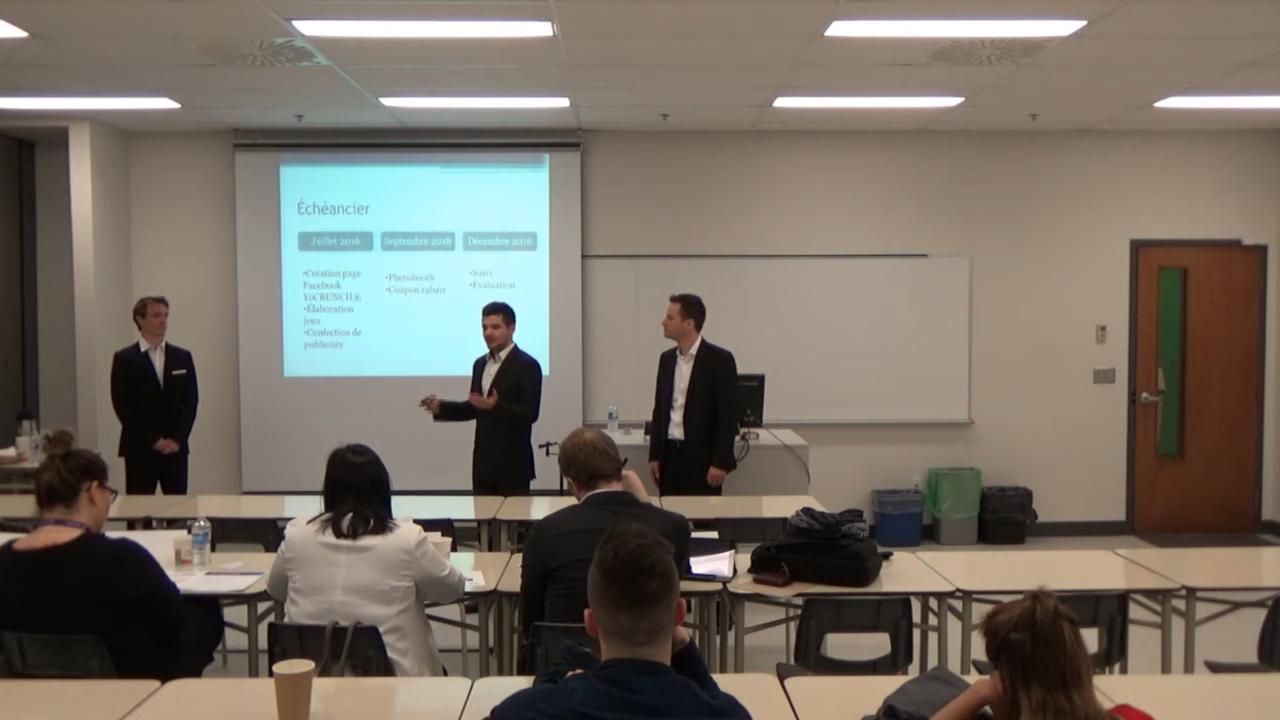 Échéancier
Juillet 2016
Septembre 2016
Décembre 2016
•Création page
Facebook
YoCRUNCH®
•Élaboration
jeux
•Confection de
publicités
•Photobooth
•Coupon rabais
•Suivi
•Évaluation